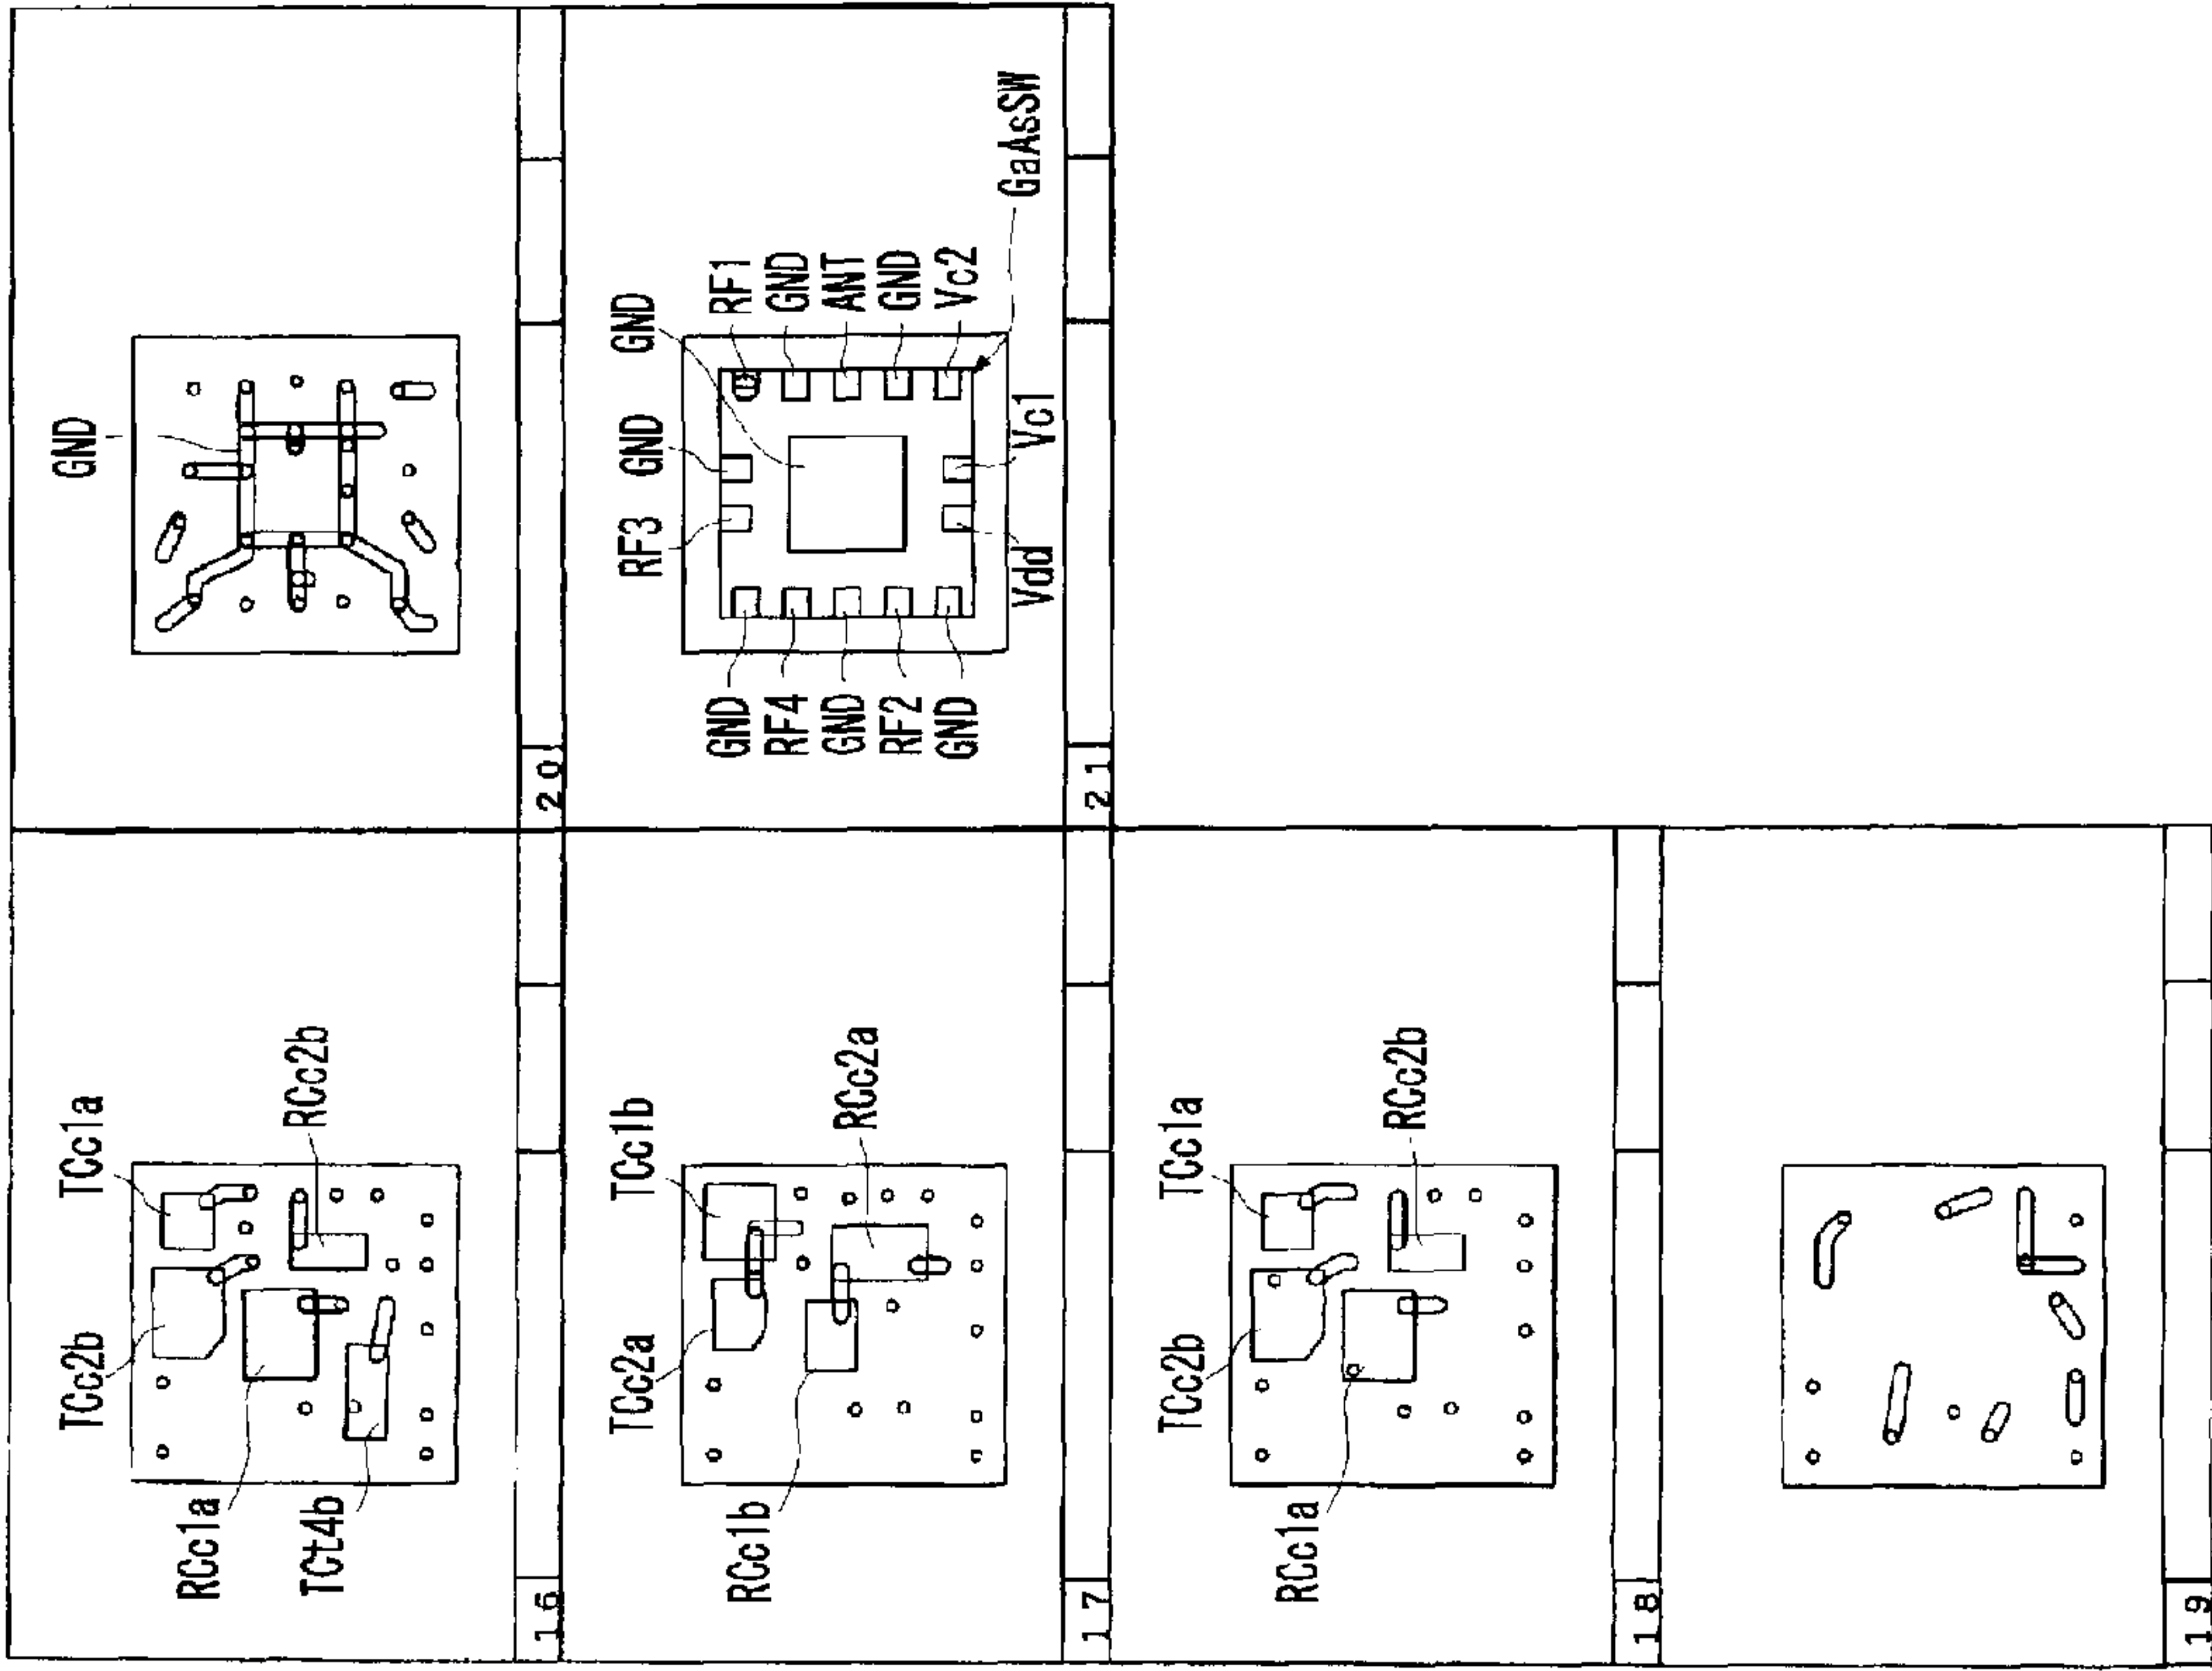 TCc2b TCc1a
RCc1a
RCc2b
TCt4b
16
TCc2a TCc1b
RCc1b
RCc2a
17
TCc2b TCc1a
RCc1a
RCc2b
18
19
GND
20
RF3 GND GND
GND RF1
RF4 GND
GND ANT
RF2 GND
GND Vc2
Vdd Vc1 GaAsSW
21